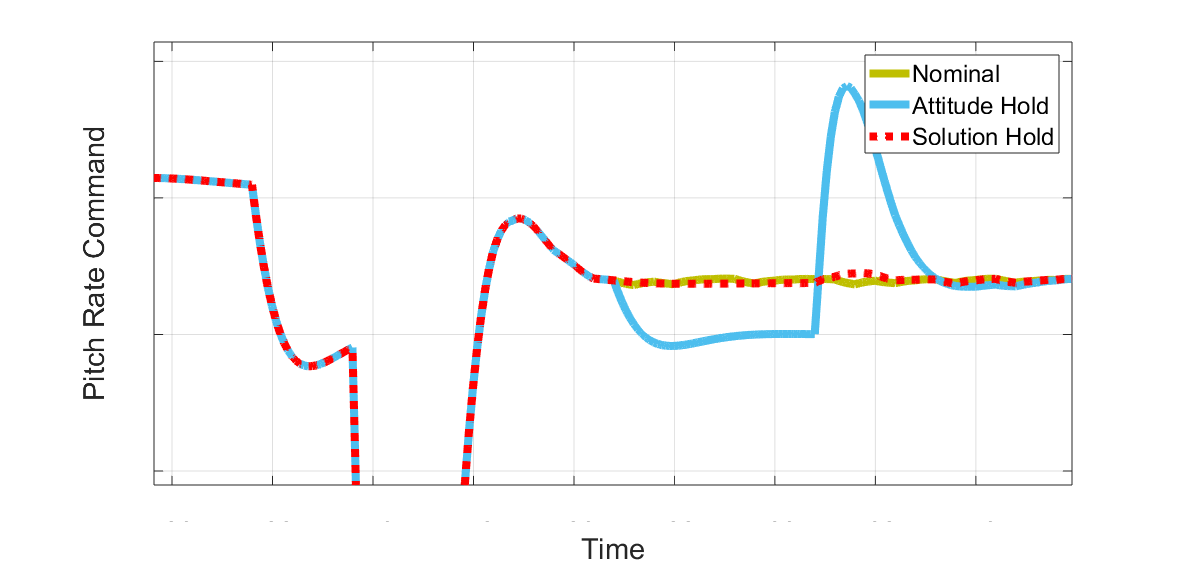 Nominal
Attitude Hold
Solution Hold
Pitch Rate Command
Time